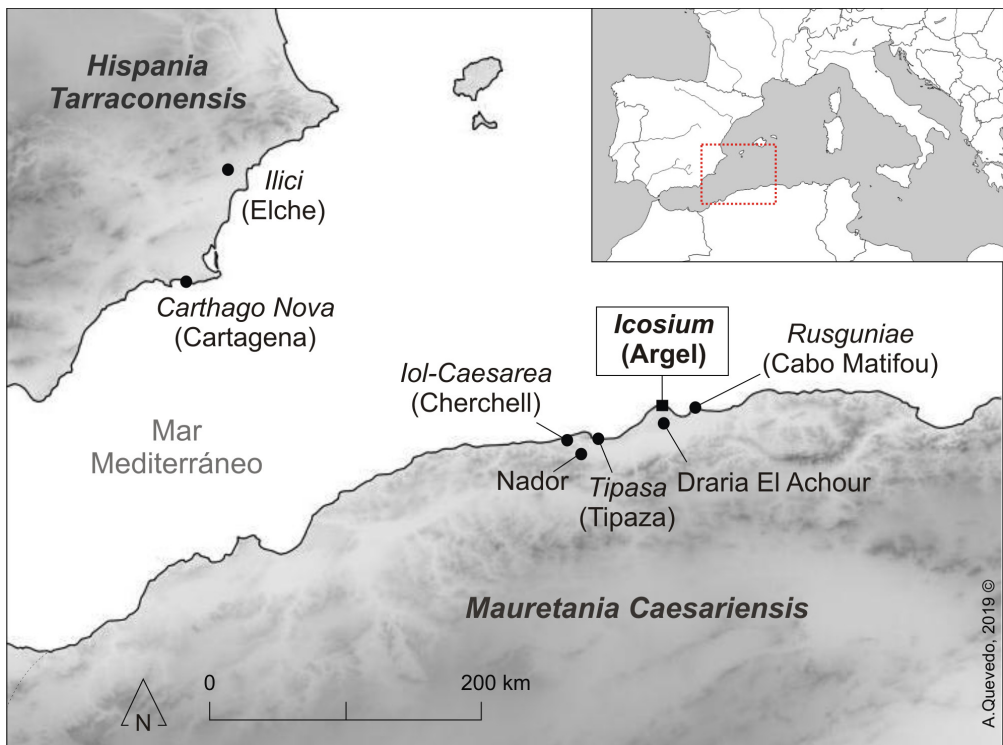 Hispania
Tarraconensis
Ilici
(Elche)
Carthago Nova
(Cartagena)
Icosium
(Argel)
Rusguniae
(Cabo Matifou)
Iol-Caesarea
(Cherchell)
Mar
Mediterráneo
Nador
Tipasa
(Tipaza)
Draria El Achour
Mauretania Caesariensis
0
200 km
N
A.Quevedo, 2019 ©